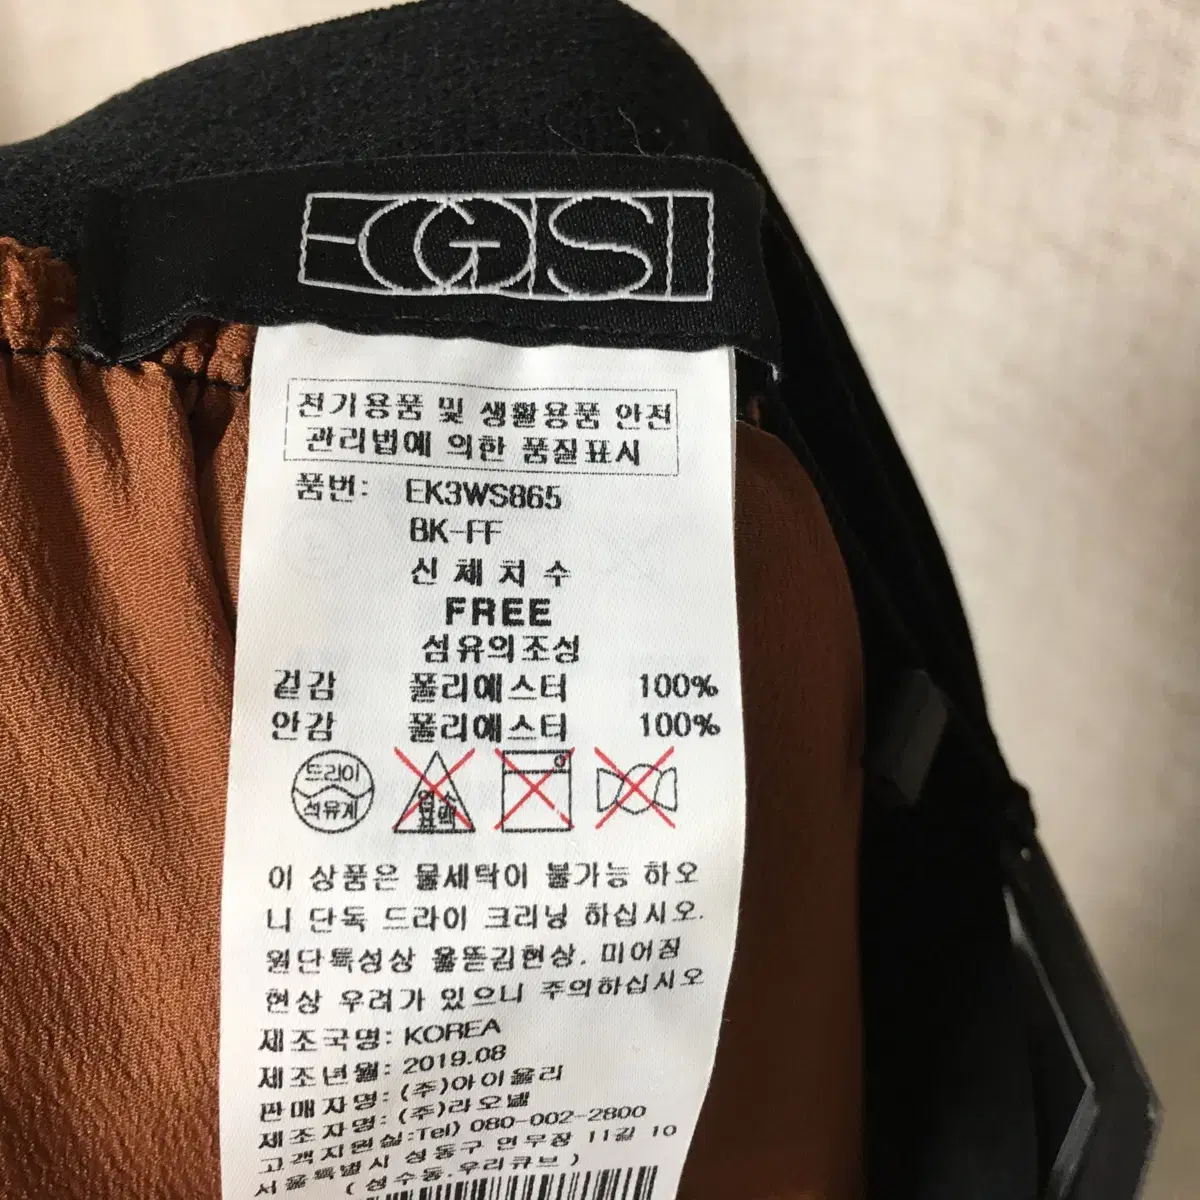 EGOIST
전기용품 및 생활용품 안전
관리법에 의한 품질표시
품번: EK3WS865
BK-FF
신 체 치 수
FREE
섬유의조성
겉감 폴리에스터 100%
안감 폴리에스터 100%
드라이
석유계
염소
표백
이 상품은 물세탁이 불가능 하오
니 단독 드라이 크리닝 하십시오.
원단특성상 올뜯김현상, 미어짐
현상 우려가 있으니 주의하십시오
제조국명: KOREA
제조년월: 2019.08
판매자명: (주)아이올리
제조자명: (주)라오넬
고객지원실:Tel) 080-002-2800
서울특별시 성동구 연무장 11길 10
(성수동.우리큐브)